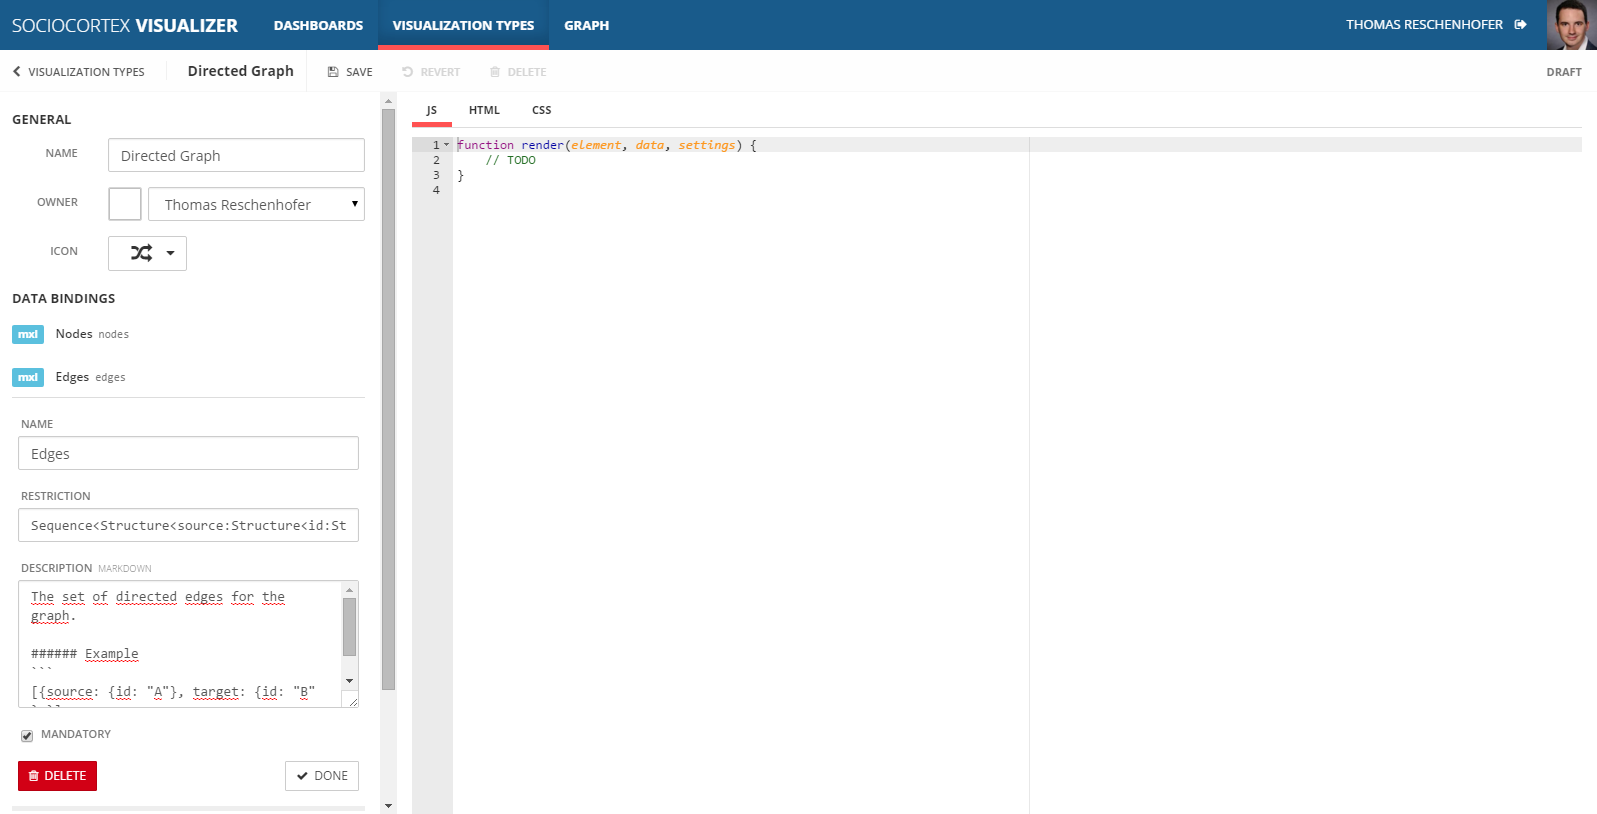 SOCIOCORTEX VISUALIZER DASHBOARDS VISUALIZATION TYPES GRAPH THOMAS RESCHENHOFER
VISUALIZATION TYPES Directed Graph SAVE REVERT DELETE DRAFT
GENERAL
NAME Directed Graph
OWNER Thomas Reschenhofer
ICON
DATA BINDINGS
mxl Nodes nodes
mxl Edges edges
NAME
Edges
RESTRICTION
Sequence<Structure<source:Structure<id:St
DESCRIPTION MARKDOWN
The set of directed edges for the
graph.
###### Example
```
[{source: {id: "A"}, target: {id: "B"
MANDATORY
DELETE DONE
JS HTML CSS
1 function render(element, data, settings) {
2 // TODO
3 }
4